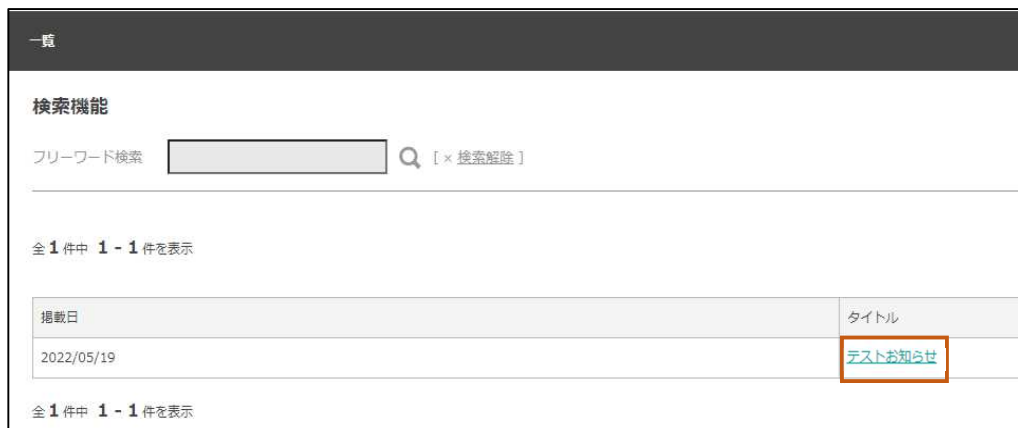 一覧
検索機能
フリーワード検索 [ × 検索解除 ]
全 1 件中 1 - 1 件を表示
掲載日 タイトル
2022/05/19 テストお知らせ
全 1 件中 1 - 1 件を表示